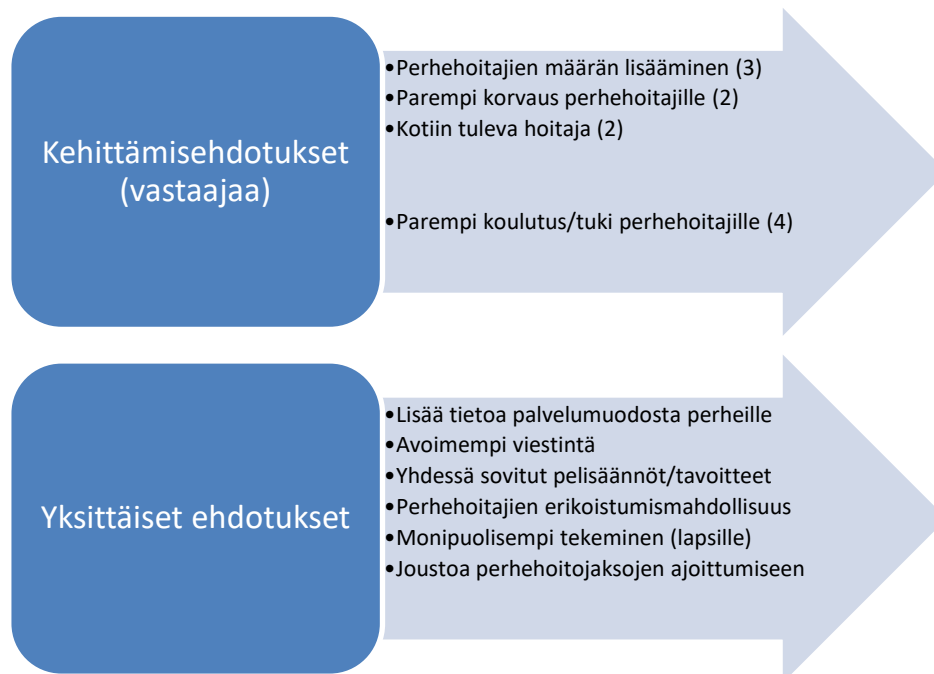 Kehittämisehdotukset
(vastaajaa)
•Perhehoitajien määrän lisääminen (3)
•Parempi korvaus perhehoitajille (2)
•Kotiin tuleva hoitaja (2)
•Parempi koulutus/tuki perhehoitajille (4)
Yksittäiset ehdotukset
•Lisää tietoa palvelumuodosta perheille
•Avoimempi viestintä
•Yhdessä sovitut pelisäännöt/tavoitteet
•Perhehoitajien erikoistumismahdollisuus
•Monipuolisempi tekeminen (lapsille)
•Joustoa perhehoitojaksojen ajoittumiseen